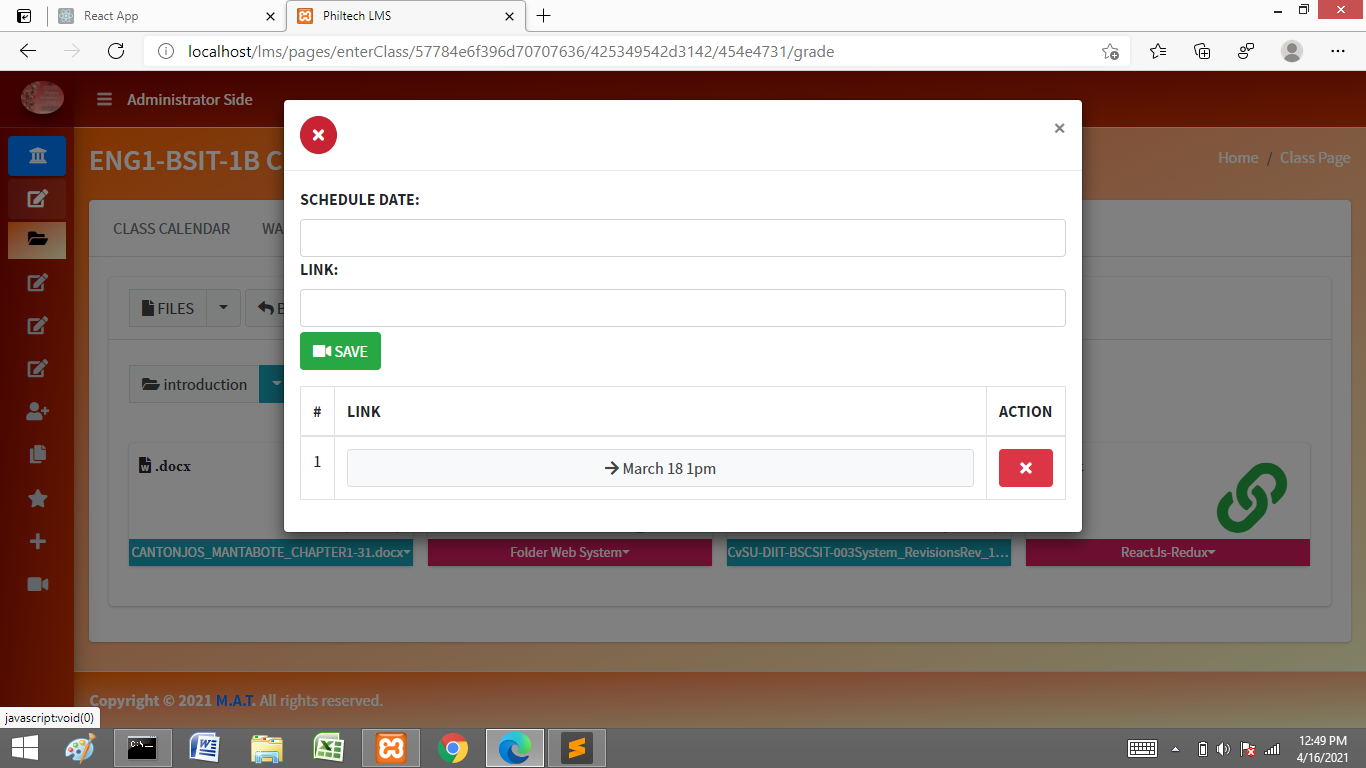 React App
Philtech LMS
localhost/lms/pages/enterClass/57784e6f396d70707636/425349542d3142/454e4731/grade
Administrator Side
ENG1-BSIT-1B C
Home / Class Page
CLASS CALENDAR
WA
FILES
B
introduction
×
SCHEDULE DATE:
LINK:
SAVE
# LINK ACTION
1 → March 18 1pm
.docx
CANTONJOS_MANTABOTE_CHAPTER1-31.docx
Folder Web System
CvSU-DIIT-BSCSIT-003System_RevisionsRev_1...
ReactJs-Redux
Copyright © 2021 M.A.T. All rights reserved.
javascript:void(0)
12:49 PM
4/16/2021